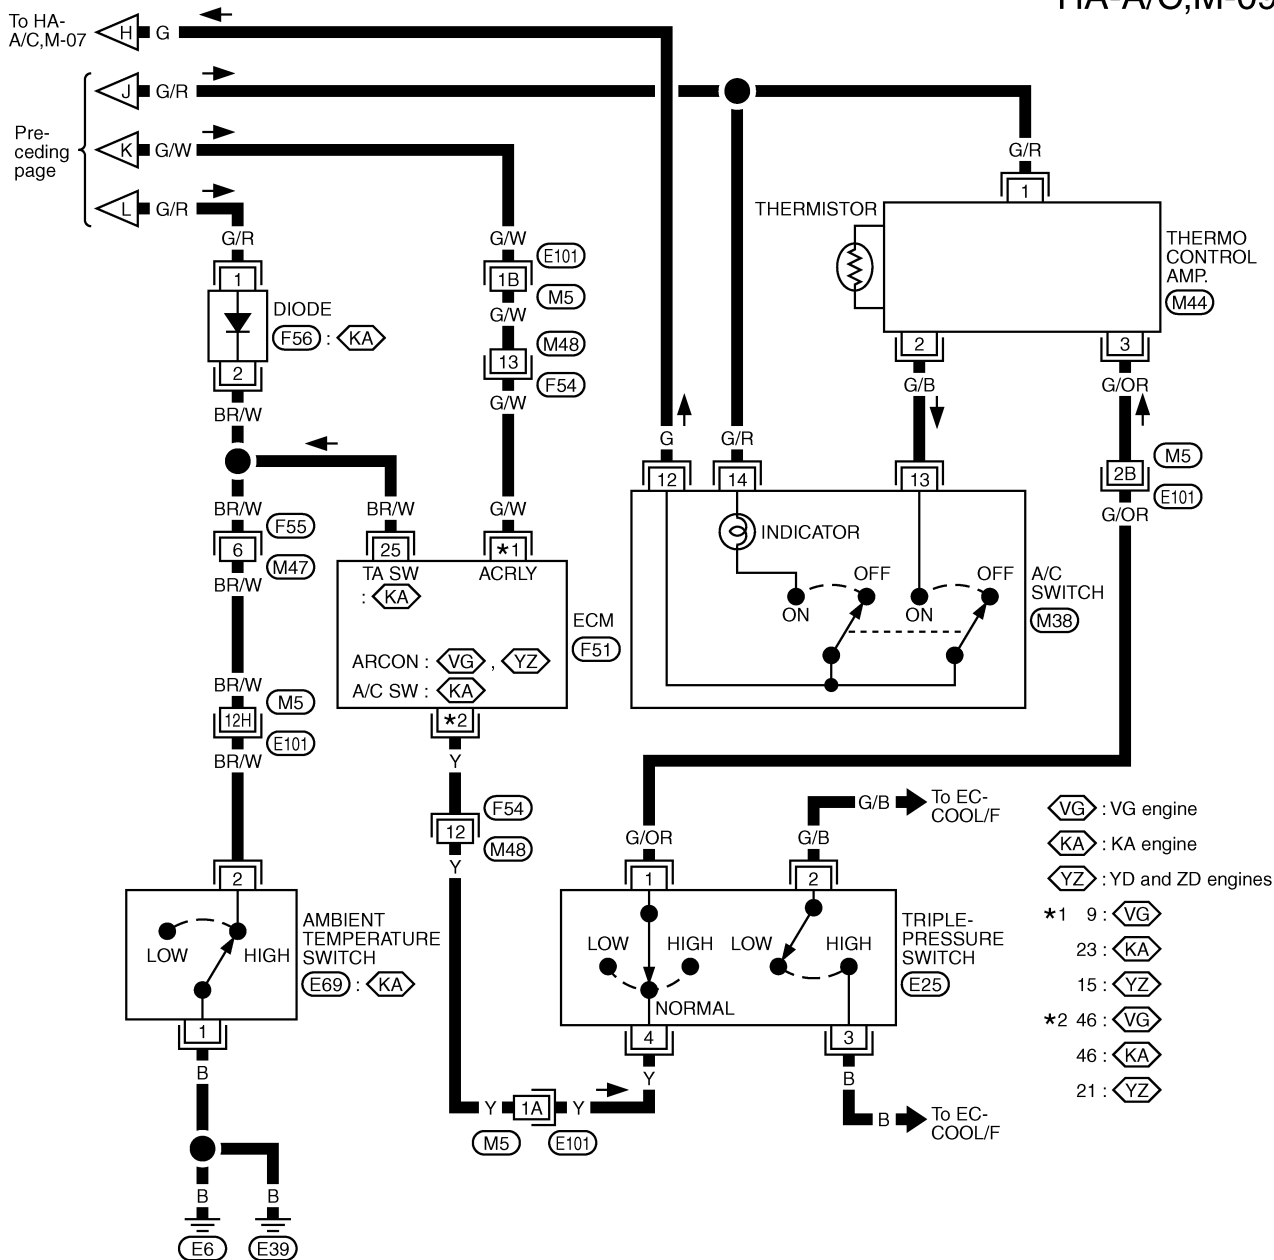 HA-A/C,M-09
To HA-
A/C,M-07
H G
J G/R
Pre-
ceding
page
K G/W
L G/R
G/R
1
DIODE
F56 : KA
2
BR/W
BR/W
6
F55
M47
BR/W
BR/W
12H
M5
E101
BR/W
2
LOW
HIGH
AMBIENT
TEMPERATURE
SWITCH
E69 : KA
1
B
B
B
E6
E39
G/W
1B
E101
M5
G/W
13
M48
F54
G/W
G/W
BR/W
25
*1
TA SW
: KA
ACRLY
ECM
F51
ARCON : VG , YZ
A/C SW : KA
*2
Y
12
F54
M48
Y
Y 1A Y
M5
E101
G/R
1
THERMISTOR
THERMO
CONTROL
AMP.
M44
2
3
G/B
G/OR
2B
M5
E101
G/OR
G
G/R
12
14
13
INDICATOR
OFF
OFF
ON
ON
A/C
SWITCH
M38
G/OR
G/B
G/B
To EC-
COOL/F
1
2
LOW
HIGH
LOW
HIGH
NORMAL
TRIPLE-
PRESSURE
SWITCH
E25
4
3
Y
B
B
To EC-
COOL/F
VG : VG engine
KA : KA engine
YZ : YD and ZD engines
*1 9 : VG
23 : KA
15 : YZ
*2 46 : VG
46 : KA
21 : YZ